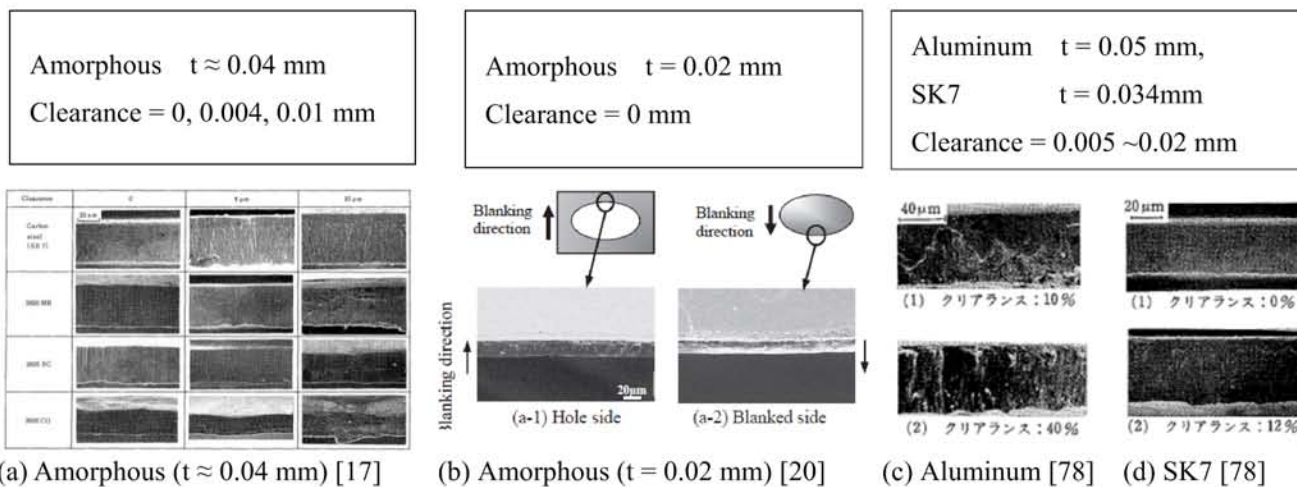 Amorphous t ≈ 0.04 mm
Clearance = 0, 0.004, 0.01 mm
Amorphous t = 0.02 mm
Clearance = 0 mm
Aluminum t = 0.05 mm,
SK7 t = 0.034mm
Clearance = 0.005 ~0.02 mm
Clearance 0
Carbon
steel
Blanking
direction
Blanking
direction
Blanking direction
20μm
(a-1) Hole side
(a-2) Blanked side
40μm
(1) クリアランス：10%
(2) クリアランス：40%
20μm
(1) クリアランス：0%
(2) クリアランス：12%
(a) Amorphous (t ≈ 0.04 mm) [17]
(b) Amorphous (t = 0.02 mm) [20]
(c) Aluminum [78]
(d) SK7 [78]